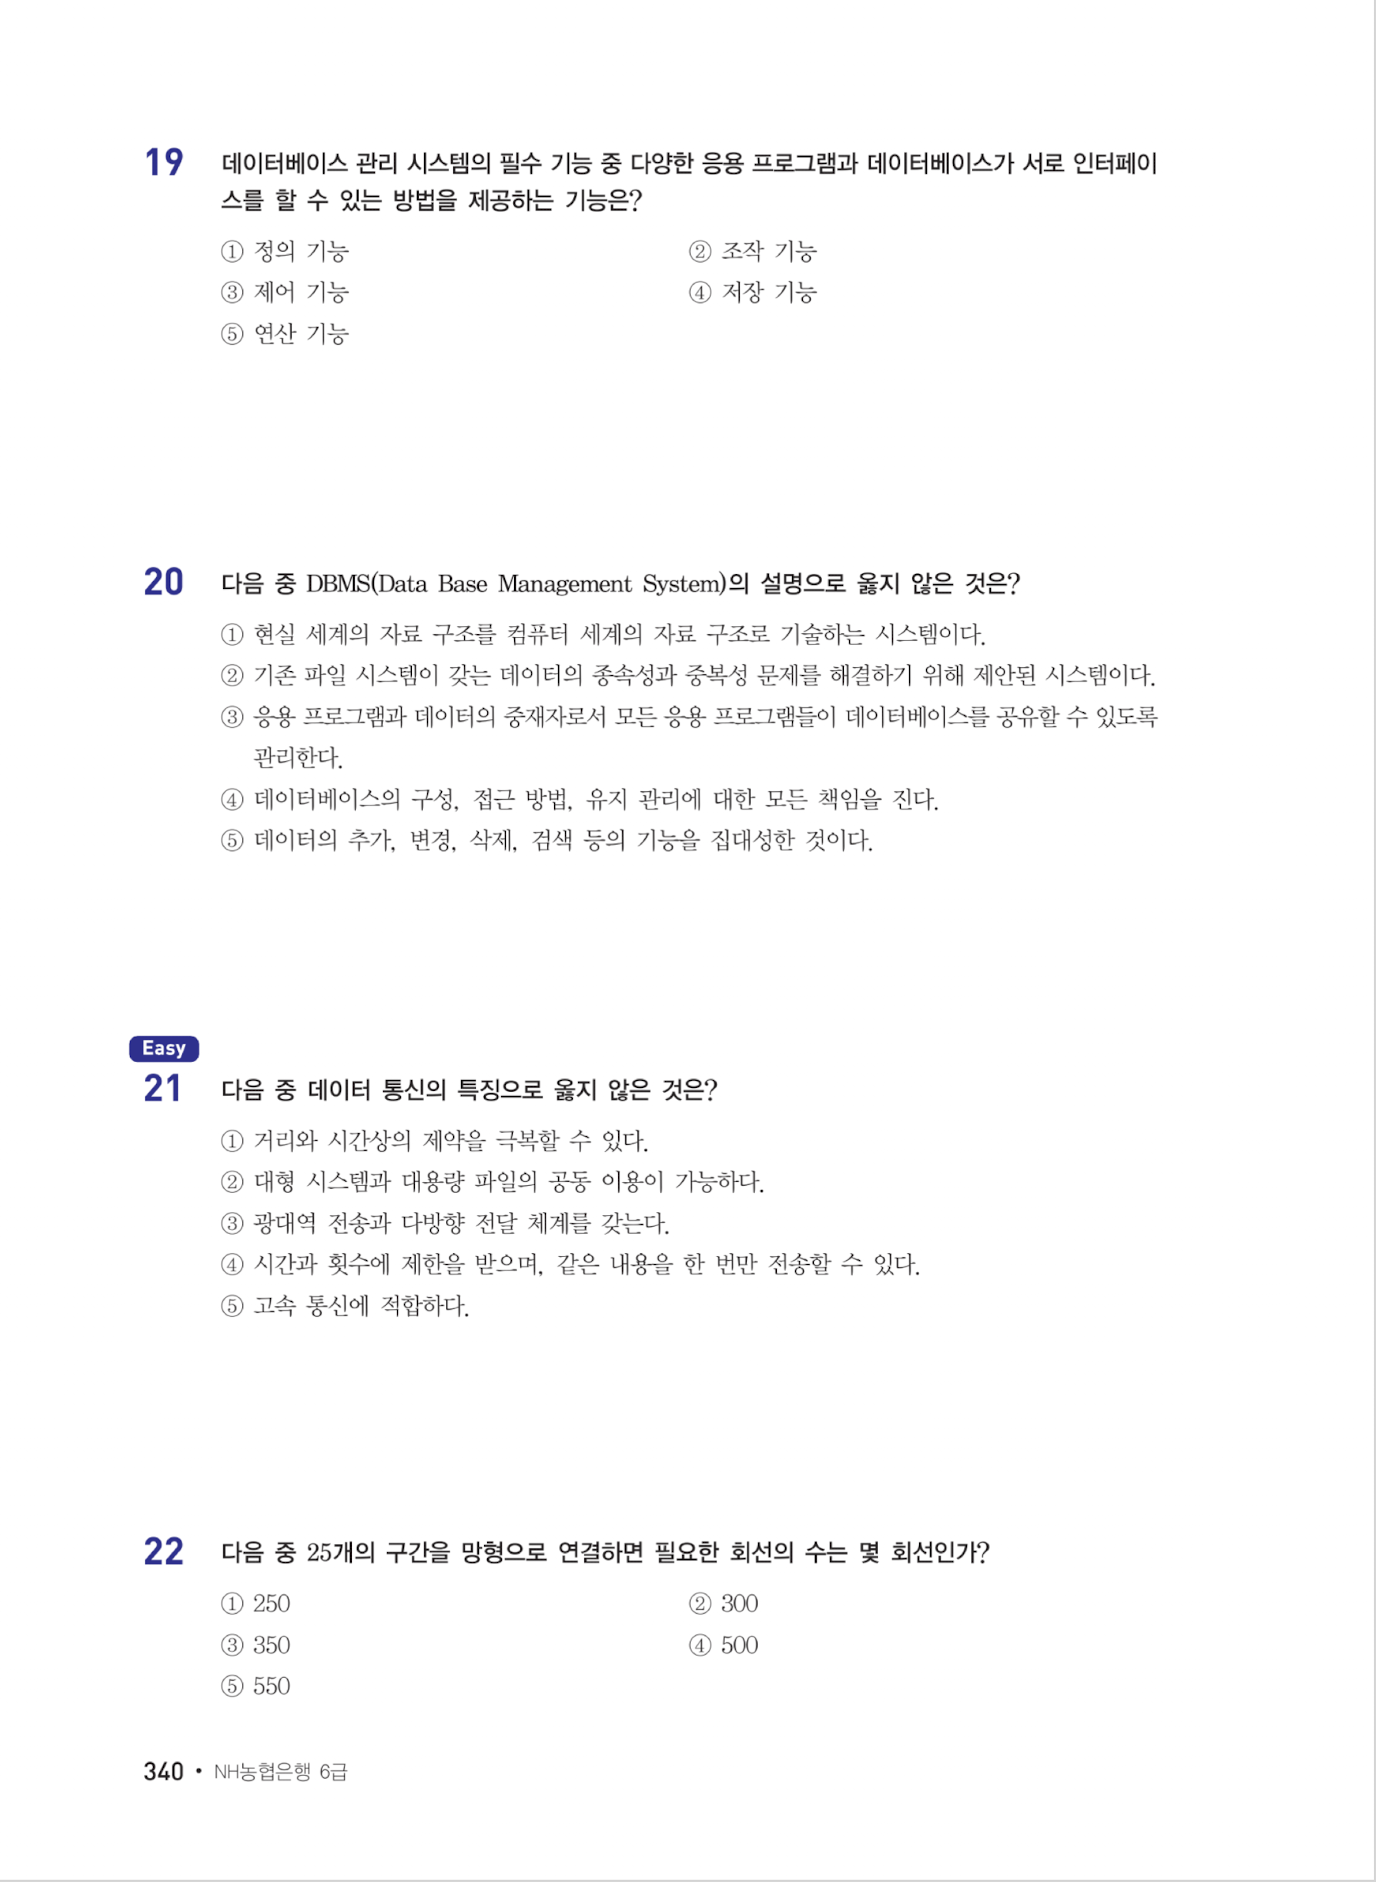 19 데이터베이스 관리 시스템의 필수 기능 중 다양한 응용 프로그램과 데이터베이스가 서로 인터페이
스를 할 수 있는 방법을 제공하는 기능은?
① 정의 기능 ② 조작 기능
③ 제어 기능 ④ 저장 기능
⑤ 연산 기능
20 다음 중 DBMS(Data Base Management System)의 설명으로 옳지 않은 것은?
① 현실 세계의 자료 구조를 컴퓨터 세계의 자료 구조로 기술하는 시스템이다.
② 기존 파일 시스템이 갖는 데이터의 종속성과 중복성 문제를 해결하기 위해 제안된 시스템이다.
③ 응용 프로그램과 데이터의 중재자로서 모든 응용 프로그램들이 데이터베이스를 공유할 수 있도록
관리한다.
④ 데이터베이스의 구성, 접근 방법, 유지 관리에 대한 모든 책임을 진다.
⑤ 데이터의 추가, 변경, 삭제, 검색 등의 기능을 집대성한 것이다.
Easy
21 다음 중 데이터 통신의 특징으로 옳지 않은 것은?
① 거리와 시간상의 제약을 극복할 수 있다.
② 대형 시스템과 대용량 파일의 공동 이용이 가능하다.
③ 광대역 전송과 다방향 전달 체계를 갖는다.
④ 시간과 횟수에 제한을 받으며, 같은 내용을 한 번만 전송할 수 있다.
⑤ 고속 통신에 적합하다.
22 다음 중 25개의 구간을 망형으로 연결하면 필요한 회선의 수는 몇 회선인가?
① 250 ② 300
③ 350 ④ 500
⑤ 550
340 • NH농협은행 6급